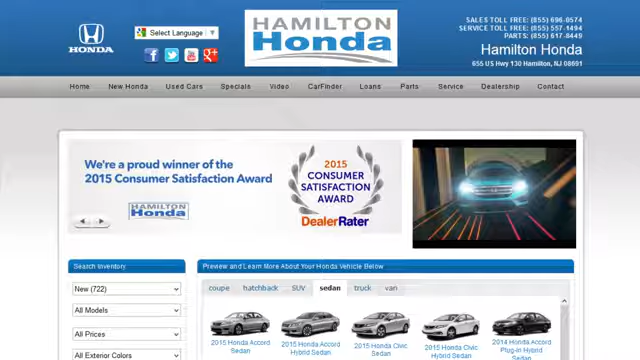 HONDA
Select Language
HAMILTON
Honda
SALES TOLL FREE: (855) 696-0574
SERVICE TOLL FREE: (855) 557-1494
PARTS: (855) 617-8449
Hamilton Honda
655 US Hwy 130 Hamilton, NJ 08691
Home New Honda Used Cars Specials Video CarFinder Loans Parts Service Dealership Contact
We're a proud winner of the
2015 Consumer Satisfaction Award
HAMILTON
Honda
2015
CONSUMER
SATISFACTION
AWARD
DealerRater
Search Inventory
New (722)
All Models
All Prices
All Exterior Colors
Preview and Learn More About Your Honda Vehicle Below
coupe hatchback SUV sedan truck van
2015 Honda Accord Sedan
2015 Honda Accord Hybrid Sedan
2015 Honda Civic Sedan
2015 Honda Civic Hybrid Sedan
2014 Honda Accord Plug-in Hybrid Sedan